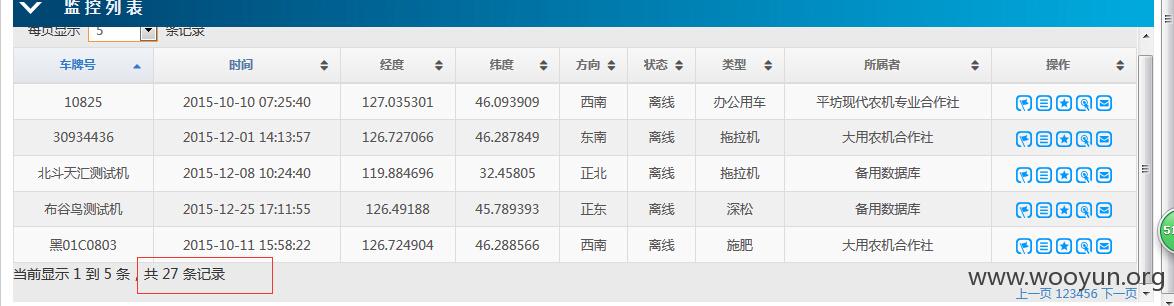 监控列表
每页显示 5 条记录
车牌号 时间 经度 纬度 方向 状态 类型 所属者 操作
10825 2015-10-10 07:25:40 127.035301 46.093909 西南 离线 办公用车 平坊现代农机专业合作社
30934436 2015-12-01 14:13:57 126.727066 46.287849 东南 离线 拖拉机 大用农机合作社
北斗天汇测试机 2015-12-08 10:24:40 119.884696 32.45805 正北 离线 拖拉机 备用数据库
布谷鸟测试机 2015-12-25 17:11:55 126.49188 45.789393 正东 离线 深松 备用数据库
黑01C0803 2015-10-11 15:58:22 126.724904 46.288566 西南 离线 施肥 大用农机合作社
当前显示 1 到 5 条 , 共 27 条记录
www.wooyun.org
上一页 123456 下一页
51